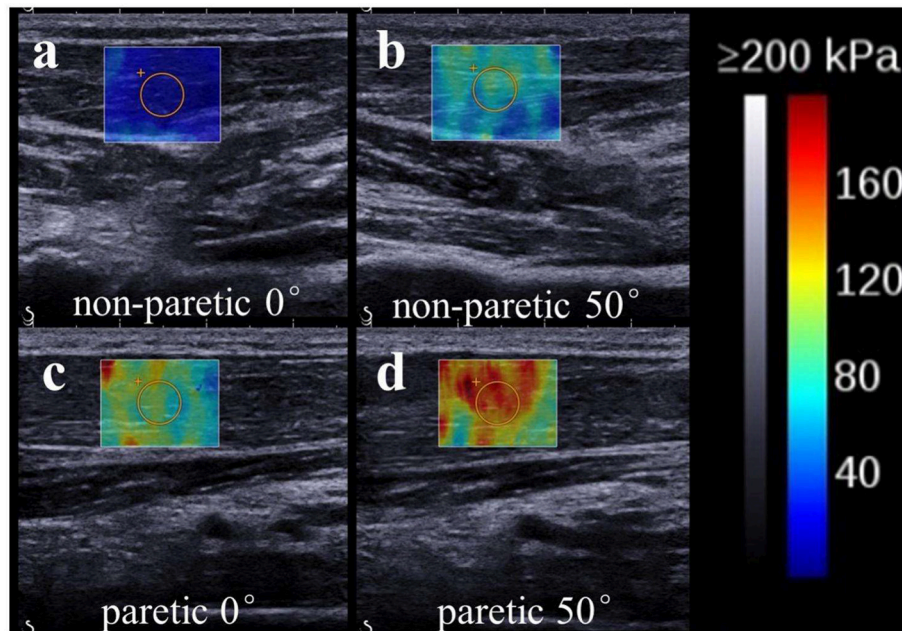 a
b
≥200 kPa
160
120
80
40
non-paretic 0°
non-paretic 50°
c
d
paretic 0°
paretic 50°